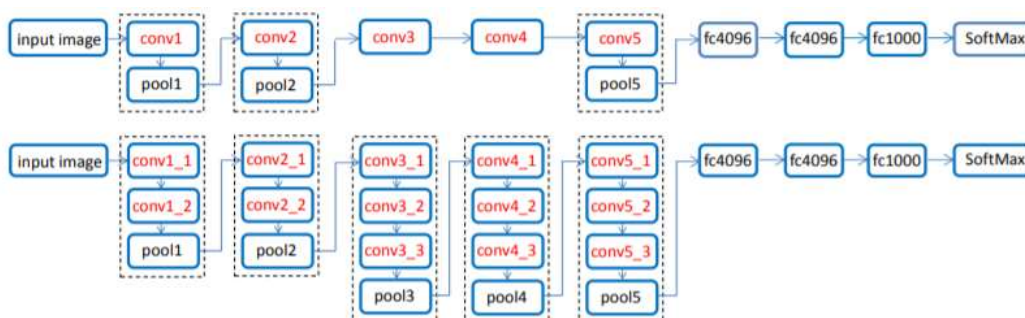 input image
conv1
pool1
conv2
pool2
conv3
conv4
conv5
pool5
fc4096
fc4096
fc1000
SoftMax
input image
conv1_1
conv1_2
pool1
conv2_1
conv2_2
pool2
conv3_1
conv3_2
conv3_3
pool3
conv4_1
conv4_2
conv4_3
pool4
conv5_1
conv5_2
conv5_3
pool5
fc4096
fc4096
fc1000
SoftMax